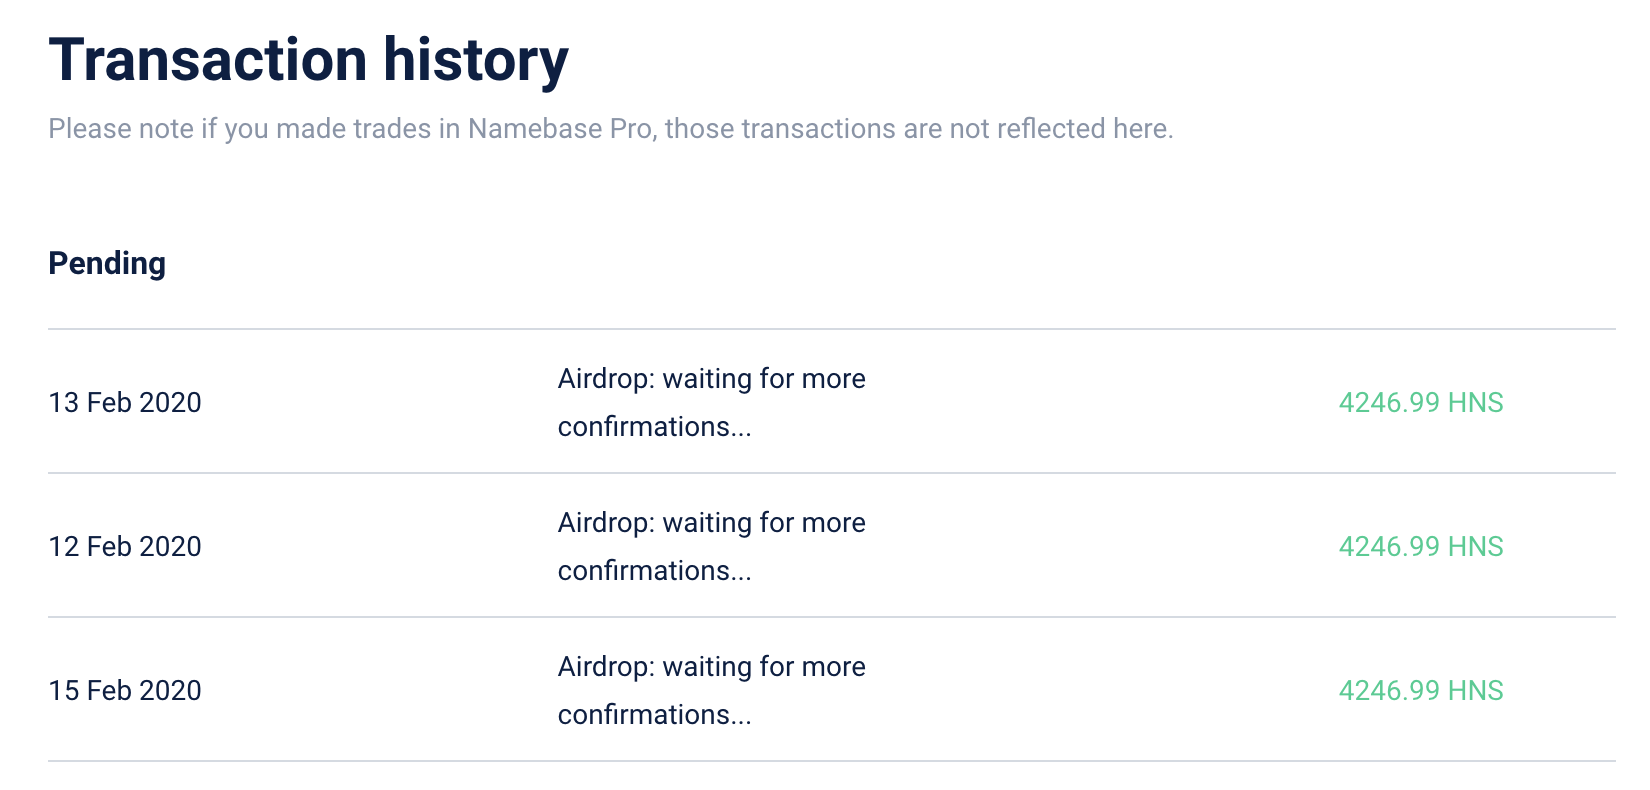 Transaction history
Please note if you made trades in Namebase Pro, those transactions are not reflected here.
Pending
13 Feb 2020
Airdrop: waiting for more
confirmations...
4246.99 HNS
12 Feb 2020
Airdrop: waiting for more
confirmations...
4246.99 HNS
15 Feb 2020
Airdrop: waiting for more
confirmations...
4246.99 HNS